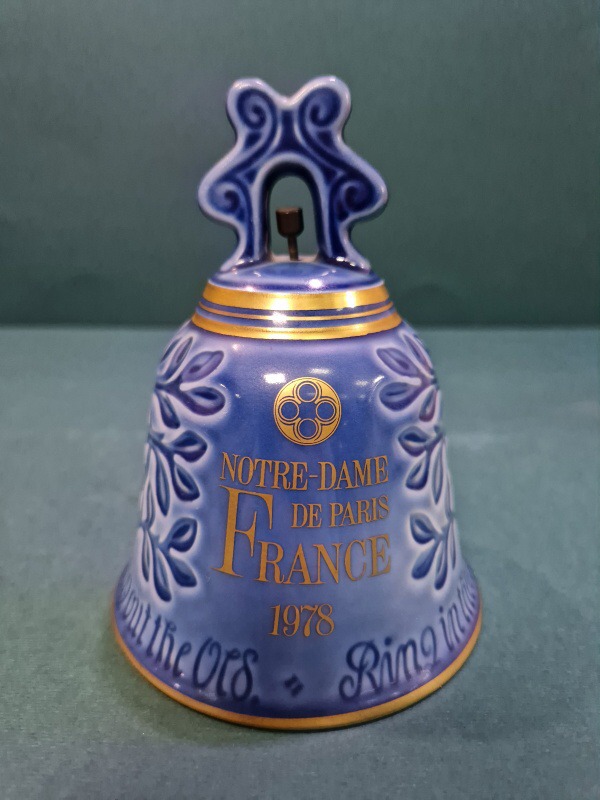 NOTRE-DAME
DE PARIS
FRANCE
1978
out the Old. Ring in